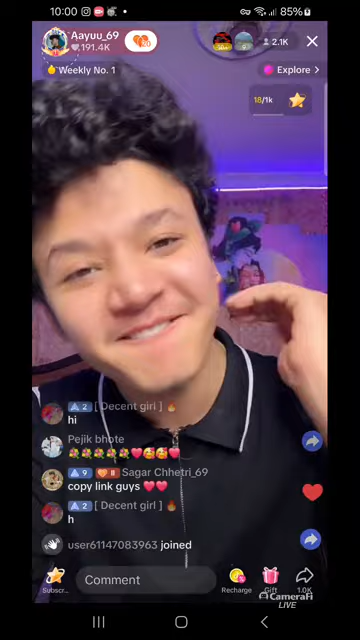 10:00
85%
Aayuu_69
191.4K
2.1K
Weekly No. 1
Explore
18/1k
2 [ Decent girl ]
hi
Pejik bhote
9 Sagar Chhetri_69
copy link guys
2 [ Decent girl ]
h
user61147083963 joined
Subscr...
Comment
Recharge
Gift
1.0K
CameraFi
LIVE